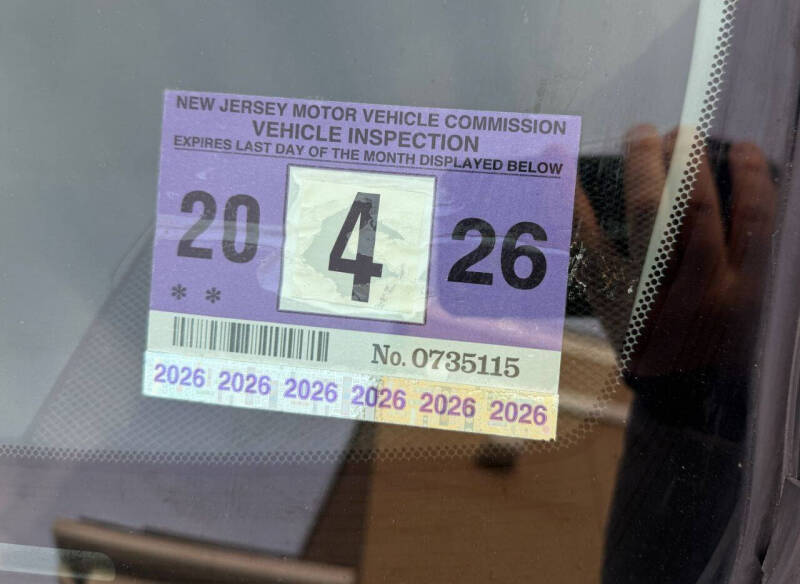 NEW JERSEY MOTOR VEHICLE COMMISSION
VEHICLE INSPECTION
EXPIRES LAST DAY OF THE MONTH DISPLAYED BELOW
20 4 26
* *
No. 0735115
2026 2026 2026 2026 2026 2026